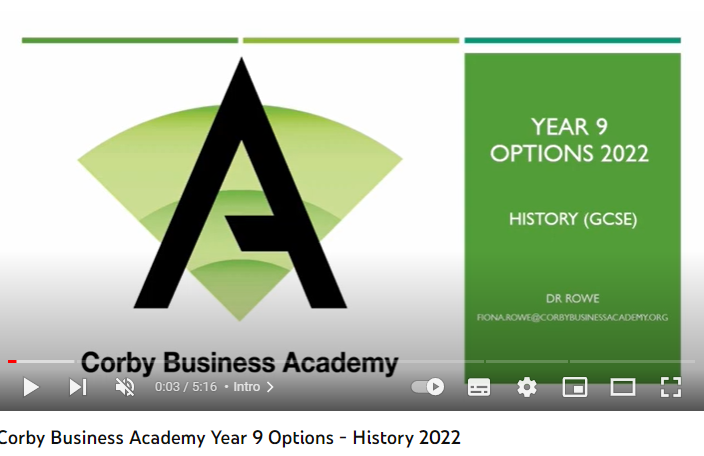 YEAR 9
OPTIONS 2022
HISTORY (GCSE)
DR ROWE
FIONA.ROWE@CORBYBUSINESSACADEMY.ORG
Corby Business Academy
0:03 / 5:16 • Intro
Corby Business Academy Year 9 Options - History 2022